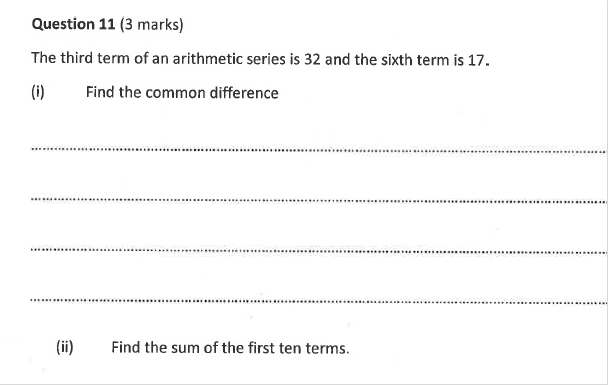 Question 11 (3 marks)
The third term of an arithmetic series is 32 and the sixth term is 17.
(i) Find the common difference
(ii) Find the sum of the first ten terms.